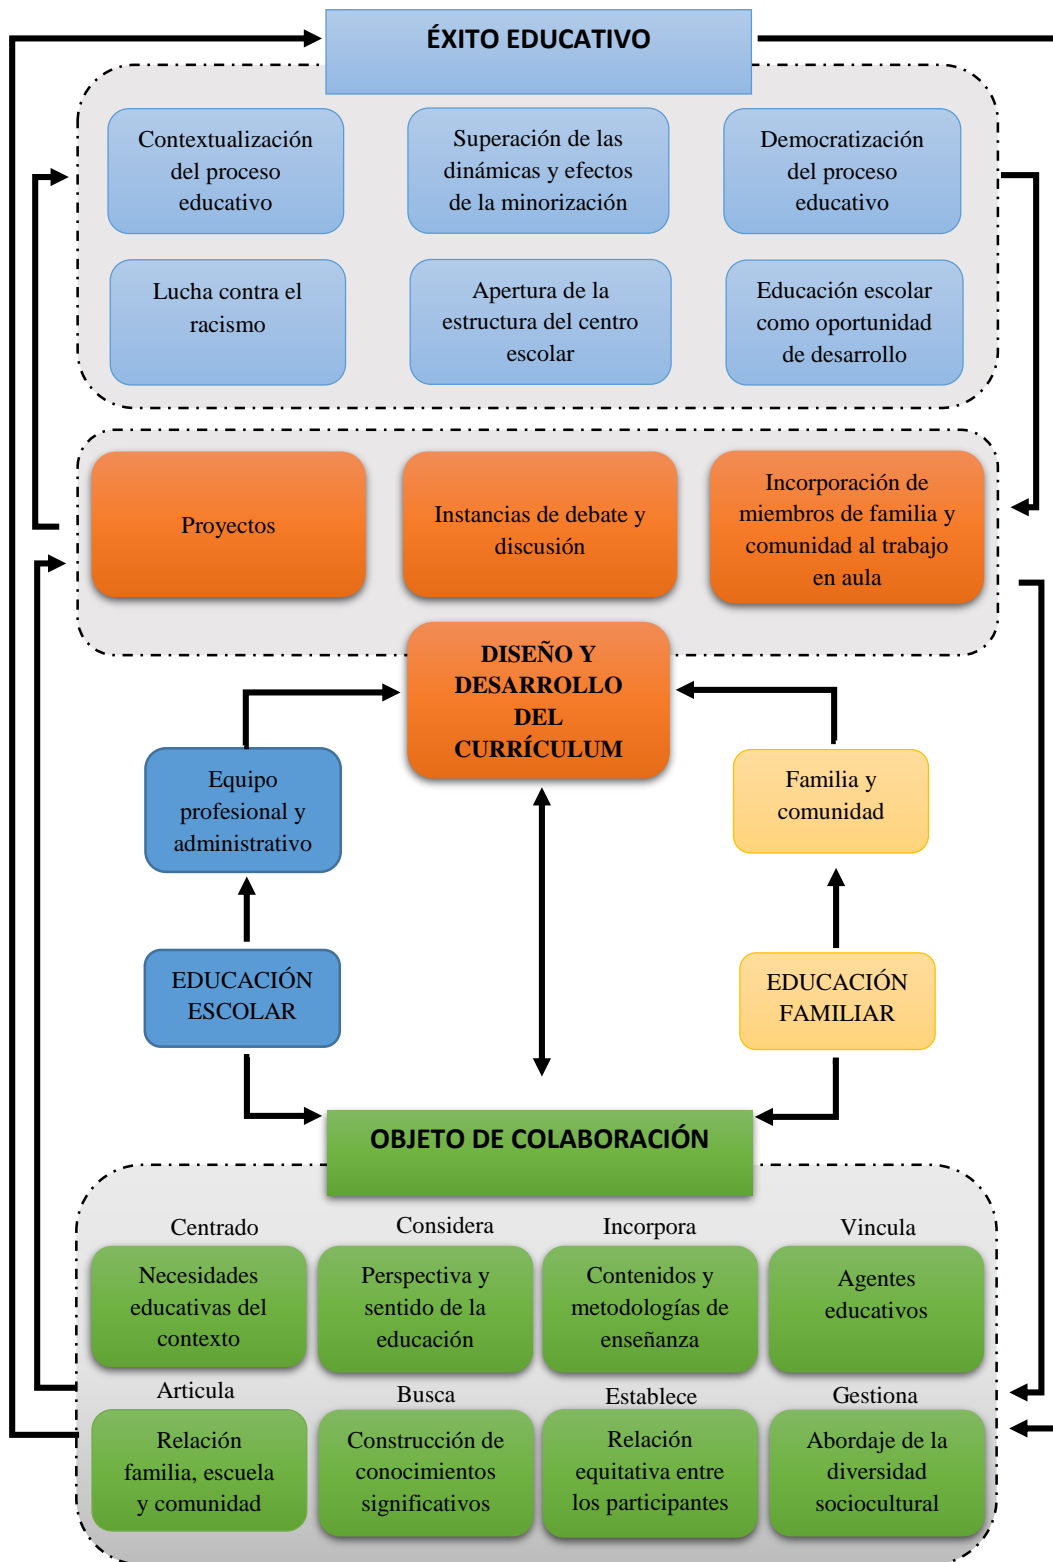 ÉXITO EDUCATIVO
Contextualización
del proceso
educativo
Superación de las
dinámicas y efectos
de la minorización
Democratización
del proceso
educativo
Lucha contra el
racismo
Apertura de la
estructura del centro
escolar
Educación escolar
como oportunidad
de desarrollo
Proyectos
Instancias de debate y
discusión
Incorporación de
miembros de familia y
comunidad al trabajo
en aula
DISEÑO Y
DESARROLLO
DEL
CURRÍCULUM
Equipo
profesional y
administrativo
Familia y
comunidad
EDUCACIÓN
ESCOLAR
EDUCACIÓN
FAMILIAR
OBJETO DE COLABORACIÓN
Centrado
Considera
Incorpora
Vincula
Necesidades
educativas del
contexto
Perspectiva y
sentido de la
educación
Contenidos y
metodologías de
enseñanza
Agentes
educativos
Articula
Busca
Establece
Gestiona
Relación
familia, escuela
y comunidad
Construcción de
conocimientos
significativos
Relación
equitativa entre
los participantes
Abordaje de la
diversidad
sociocultural